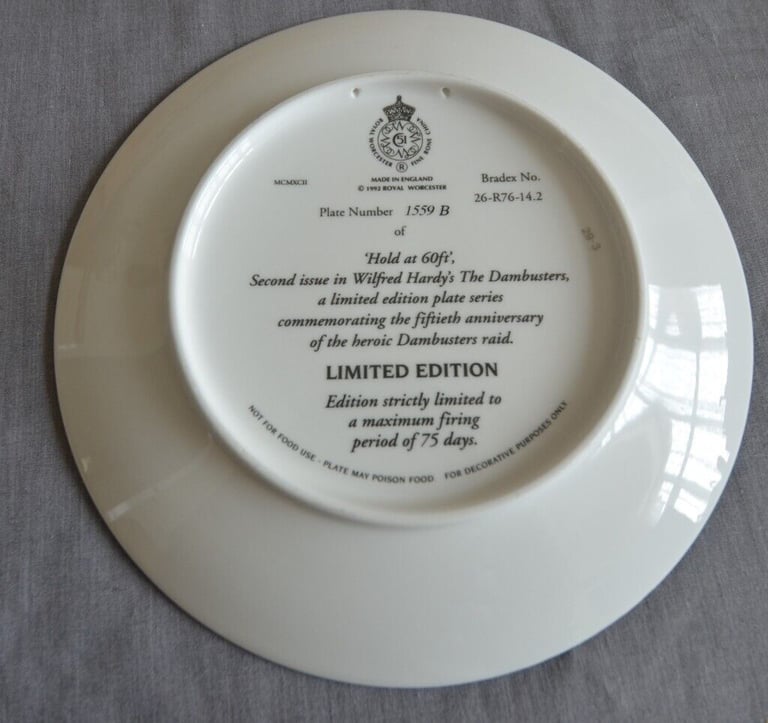 ROYAL WORCESTER ® FINE BONE CHINA
51
MADE IN ENGLAND
© 1992 ROYAL WORCESTER
MCMXCII
Bradex No.
26-R76-14.2
Plate Number 1559 B
of
'Hold at 60ft',
Second issue in Wilfred Hardy's The Dambusters,
a limited edition plate series
commemorating the fiftieth anniversary
of the heroic Dambusters raid.
LIMITED EDITION
Edition strictly limited to
a maximum firing
period of 75 days.
NOT FOR FOOD USE - PLATE MAY POISON FOOD FOR DECORATIVE PURPOSES ONLY